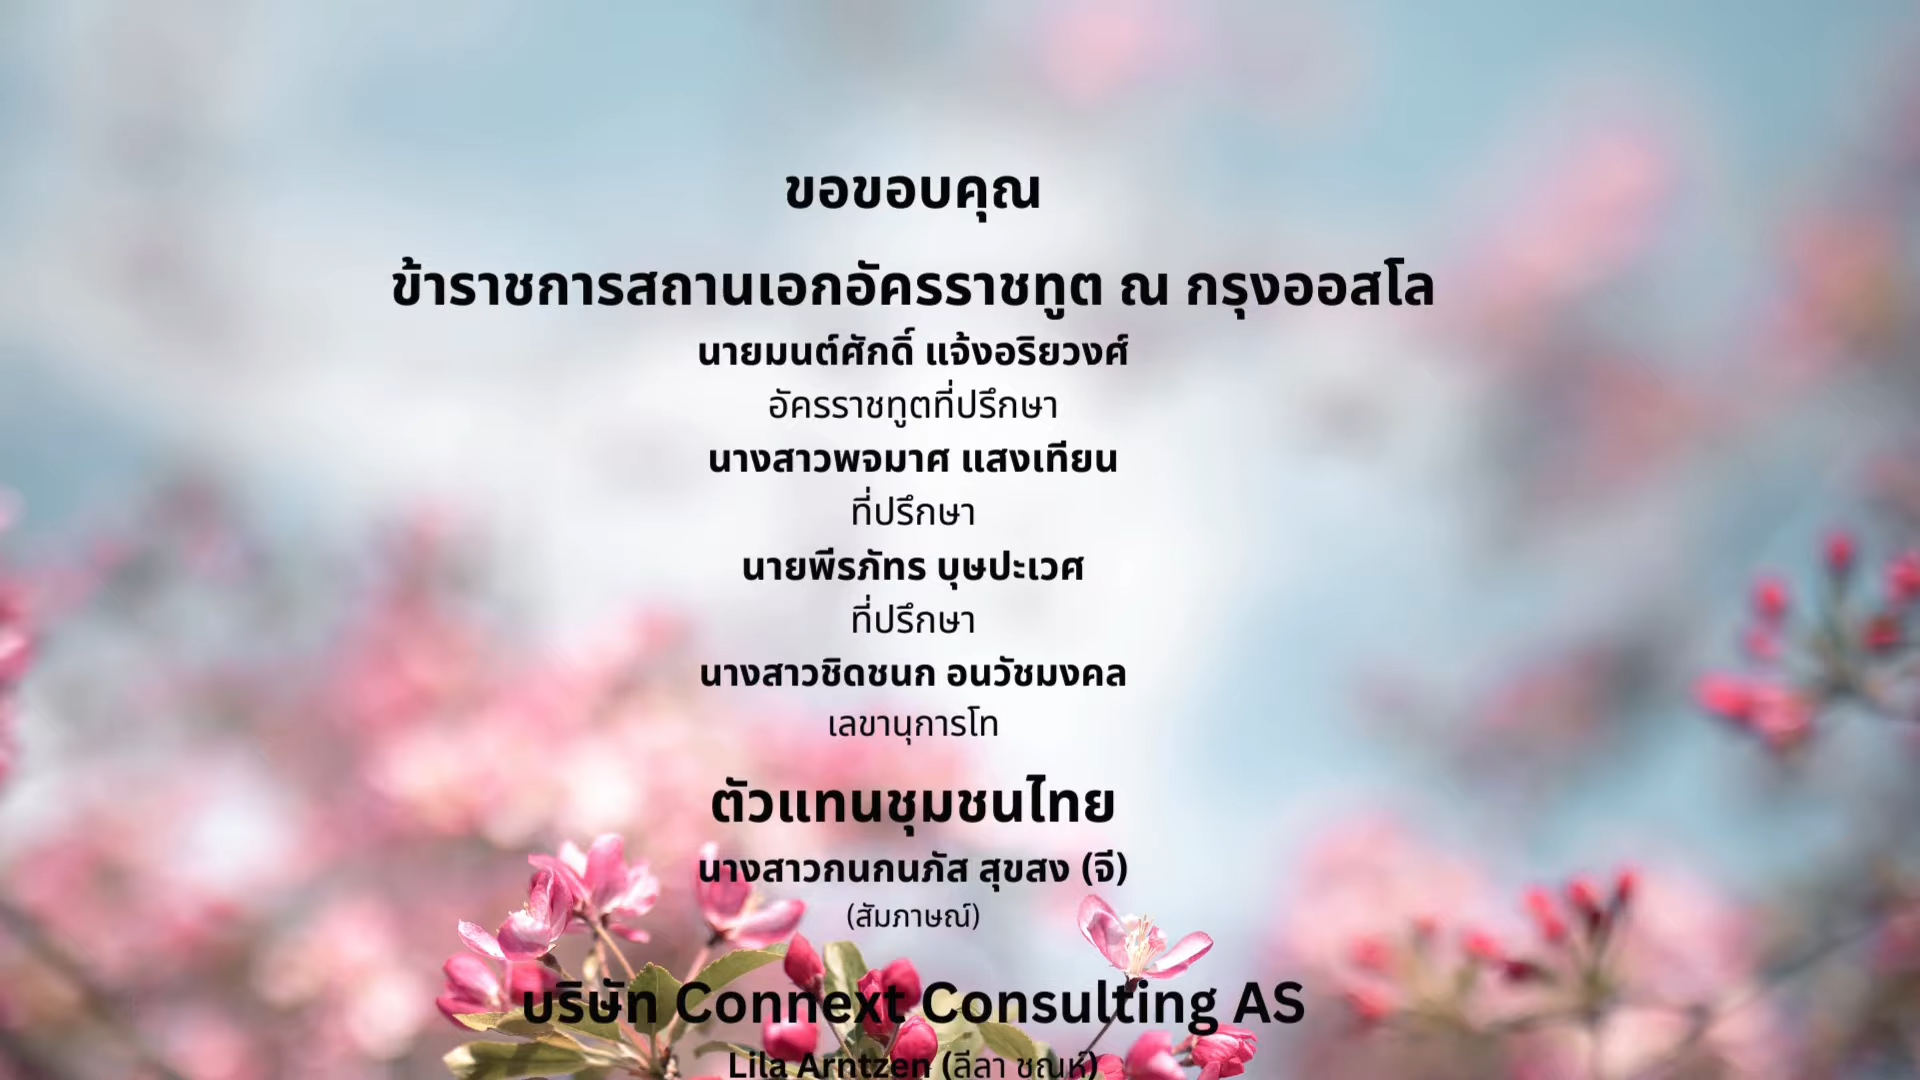 ขอขอบคุณ
ข้าราชการสถานเอกอัครราชทูต ณ กรุงออสโล
นายมนต์ศักดิ์ แจ้งอริยวงศ์
อัครราชทูตที่ปรึกษา
นางสาวพจมาศ แสงเทียน
ที่ปรึกษา
นายพีรภัทร บุษปะเวศ
ที่ปรึกษา
นางสาวชิดชนก อนวัชมงคล
เลขานุการโท
ตัวแทนชุมชนไทย
นางสาวกนกนภัส สุขสง (จี)
(สัมภาษณ์)
บริษัท Connext Consulting AS
Lila Arntzen (ลีลา ชณห์)